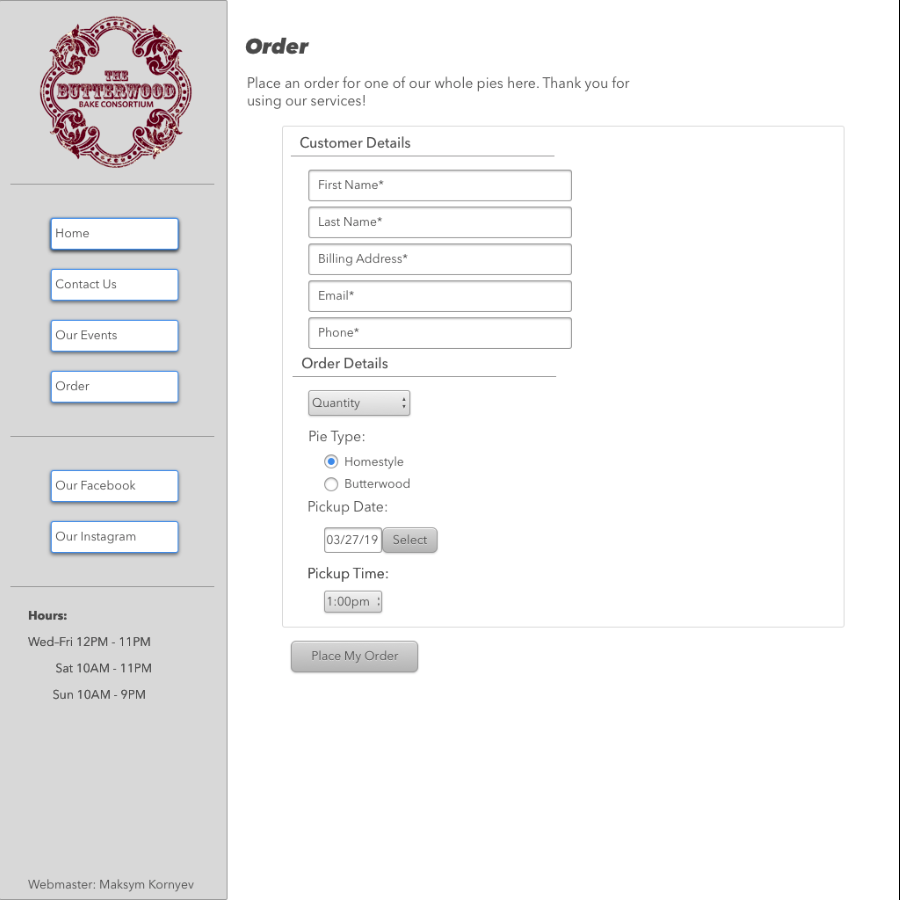 THE
BUTTERWOOD
BAKE CONSORTIUM
Home
Contact Us
Our Events
Order
Our Facebook
Our Instagram
Hours:
Wed–Fri 12PM - 11PM
Sat 10AM - 11PM
Sun 10AM - 9PM
Webmaster: Maksym Kornyev
Order
Place an order for one of our whole pies here. Thank you for
using our services!
Customer Details
First Name*
Last Name*
Billing Address*
Email*
Phone*
Order Details
Quantity
Pie Type:
Homestyle
Butterwood
Pickup Date:
03/27/19 Select
Pickup Time:
1:00pm
Place My Order